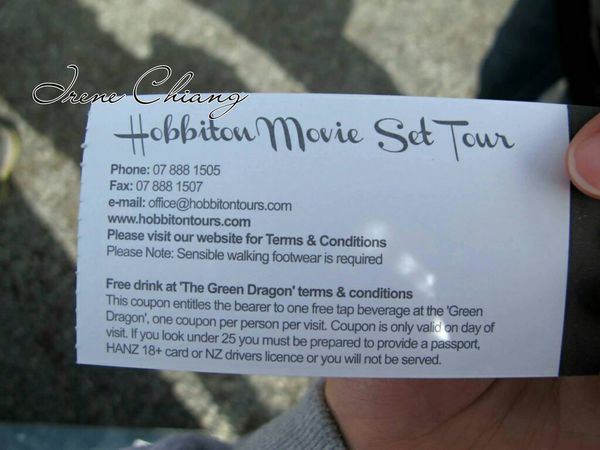 Irene Chiang
Hobbiton Movie Set Tour
Phone: 07 888 1505
Fax: 07 888 1507
e-mail: office@hobbitontours.com
www.hobbitontours.com
Please visit our website for Terms & Conditions
Please Note: Sensible walking footwear is required
Free drink at 'The Green Dragon' terms & conditions
This coupon entitles the bearer to one free tap beverage at the 'Green
Dragon', one coupon per person per visit. Coupon is only valid on day of
visit. If you look under 25 you must be prepared to provide a passport,
HANZ 18+ card or NZ drivers licence or you will not be served.